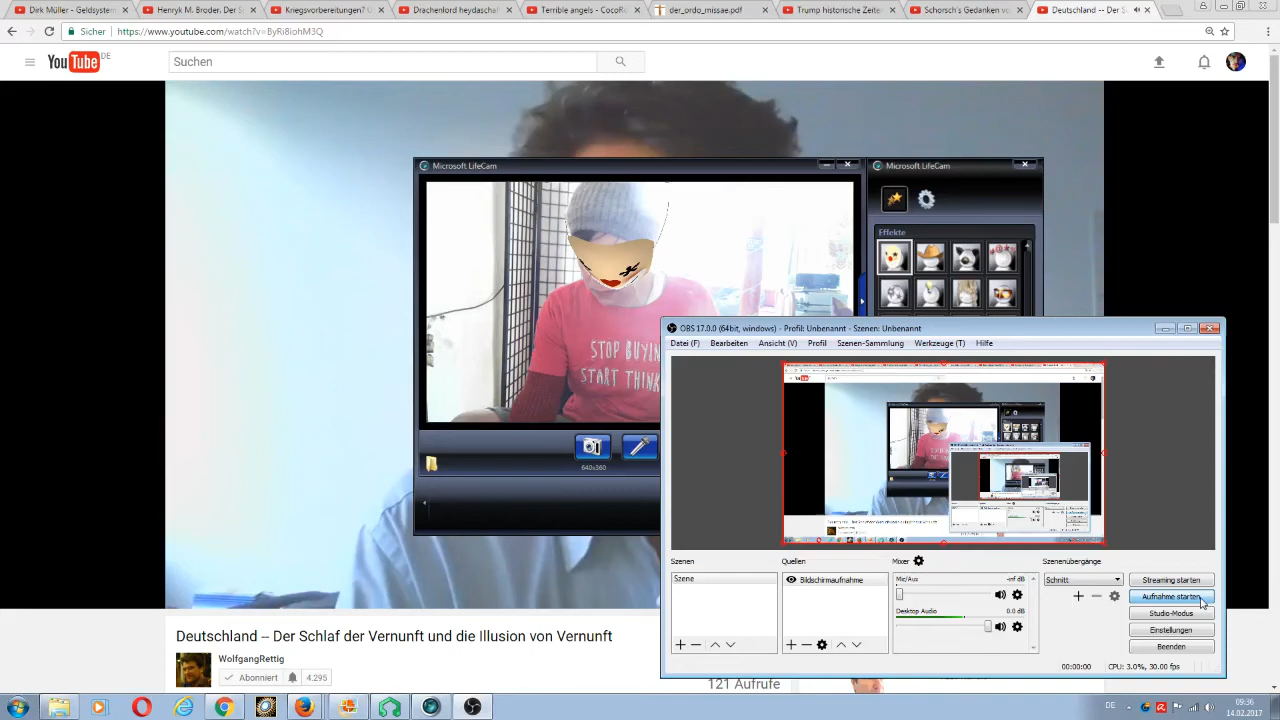 Dirk Müller - Geldsystem
Henryk M. Broder. Der S
Kriegsvorbereitungen? 
Drachenlord heydaschaf
Terrible angels - CocoR
der_ordo_missae.pdf
Trump historische Zeiter
Schorsch's Gedanken vo
Deutschland -- Der S
Sicher
https://www.youtube.com/watch?v=ByRi8iohM3Q
YouTube DE
Suchen
Microsoft LifeCam
Microsoft LifeCam
Effekte
STOP BUYIN
START THIN
640x360
OBS 17.0.0 (64bit, windows) - Profil: Unbenannt - Szenen: Unbenannt
Datei (F) Bearbeiten Ansicht (V) Profil Szenen-Sammlung Werkzeuge (T) Hilfe
Szenen Quellen Mixer Szenenübergänge
Szene
Bildschirmaufnahme
Mic/Aux -inf dB
Desktop Audio 0.0 dB
Schnitt
Streaming starten
Aufnahme starten
Studio-Modus
Einstellungen
Beenden
00:00:00 CPU: 3.0%, 30.00 fps
Deutschland -- Der Schlaf der Vernunft und die Illusion von Vernunft
WolfgangRettig
Abonniert 4.295
121 Aufrufe
DE
09:36
14.02.2017